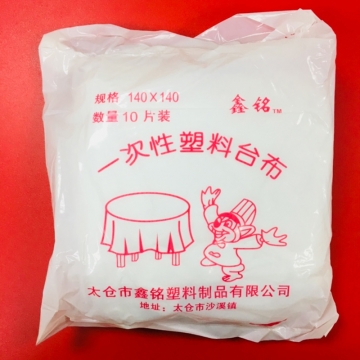 规格 140×140
数量 10 片装
鑫铭™
一次性塑料台布
太仓市鑫铭塑料制品有限公司
地址：太仓市沙溪镇